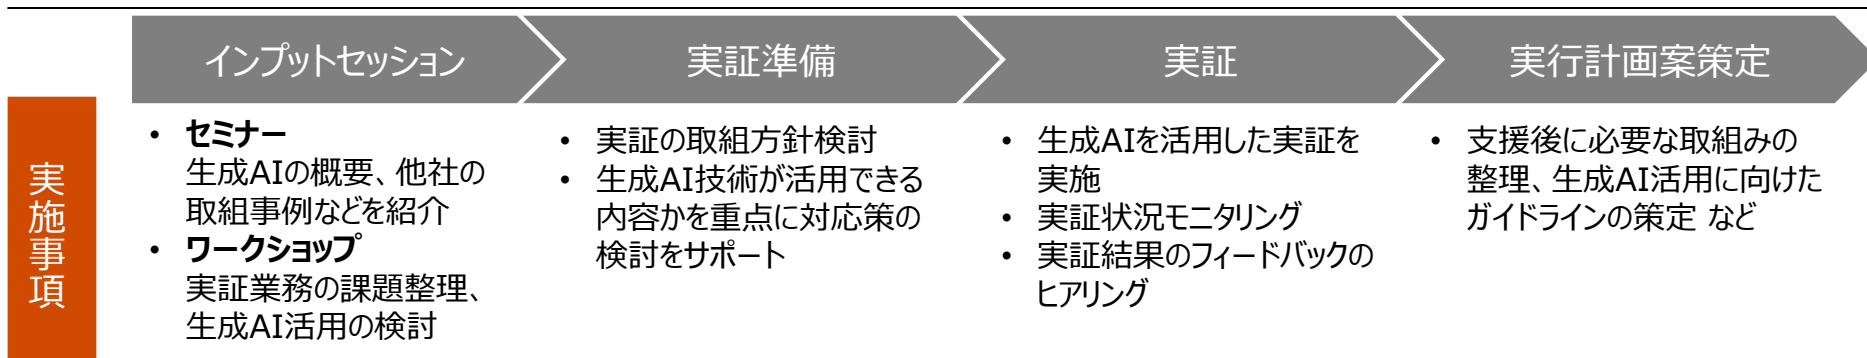 インプットセッション
実証準備
実証
実行計画案策定
実施事項
• セミナー
生成AIの概要、他社の
取組事例などを紹介
• ワークショップ
実証業務の課題整理、
生成AI活用の検討
• 実証の取組方針検討
• 生成AI技術が活用できる
内容かを重点に対応策の
検討をサポート
• 生成AIを活用した実証を
実施
• 実証状況モニタリング
• 実証結果のフィードバックの
ヒアリング
• 支援後に必要な取組みの
整理、生成AI活用に向けた
ガイドラインの策定 など